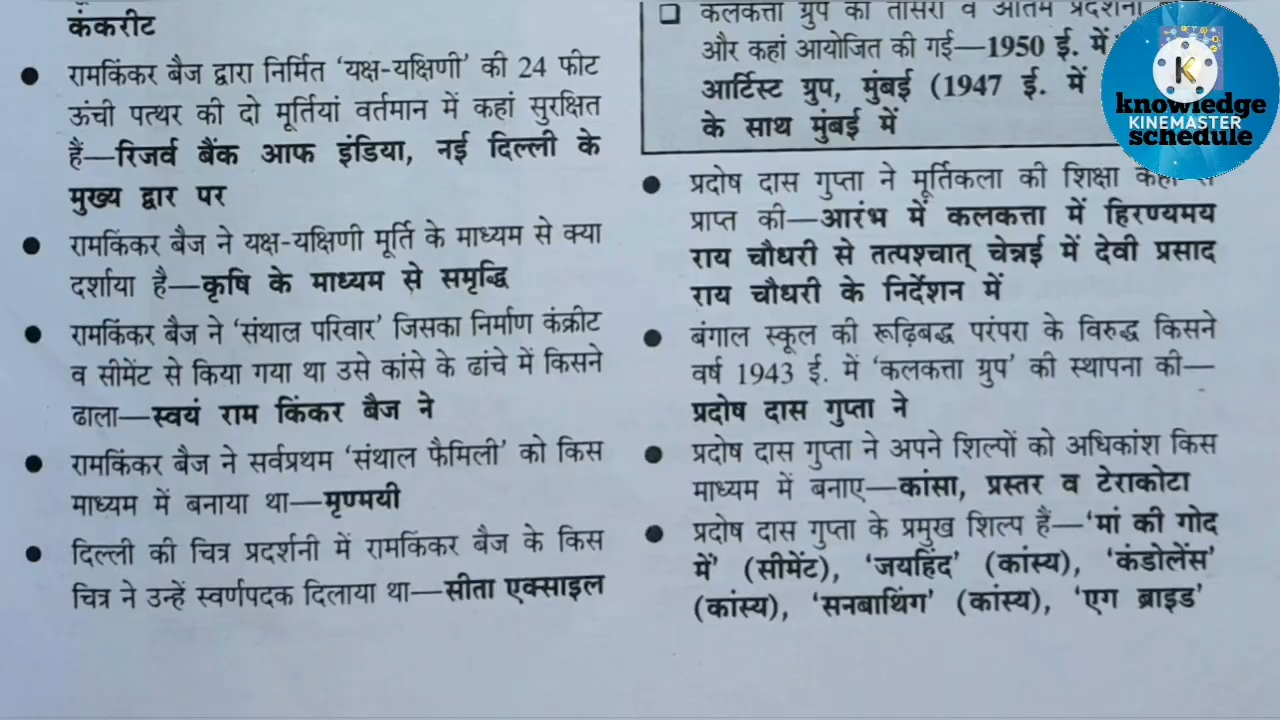 कंकरीट
● रामकिंकर बैज द्वारा निर्मित ‘यक्ष-यक्षिणी’ की 24 फीट
ऊंची पत्थर की दो मूर्तियां वर्तमान में कहां सुरक्षित
हैं—रिजर्व बैंक आफ इंडिया, नई दिल्ली के
मुख्य द्वार पर
● रामकिंकर बैज ने यक्ष-यक्षिणी मूर्ति के माध्यम से क्या
दर्शाया है—कृषि के माध्यम से समृद्धि
● रामकिंकर बैज ने ‘संथाल परिवार’ जिसका निर्माण कंक्रीट
व सीमेंट से किया गया था उसे कांसे के ढांचे में किसने
ढाला—स्वयं राम किंकर बैज ने
● रामकिंकर बैज ने सर्वप्रथम ‘संथाल फैमिली’ को किस
माध्यम में बनाया था—मृण्मयी
● दिल्ली की चित्र प्रदर्शनी में रामकिंकर बैज के किस
चित्र ने उन्हें स्वर्णपदक दिलाया था—सीता एक्साइल
❑ कलकत्ता ग्रुप की तीसरी व अंतिम प्रदर्शनी
और कहां आयोजित की गई—1950 ई. में
आर्टिस्ट ग्रुप, मुंबई (1947 ई. में
के साथ मुंबई में
● प्रदोष दास गुप्ता ने मूर्तिकला की शिक्षा कहां से
प्राप्त की—आरंभ में कलकत्ता में हिरण्यमय
राय चौधरी से तत्पश्चात् चेन्नई में देवी प्रसाद
राय चौधरी के निर्देशन में
● बंगाल स्कूल की रूढ़िबद्ध परंपरा के विरुद्ध किसने
वर्ष 1943 ई. में ‘कलकत्ता ग्रुप’ की स्थापना की—
प्रदोष दास गुप्ता ने
● प्रदोष दास गुप्ता ने अपने शिल्पों को अधिकांश किस
माध्यम में बनाए—कांसा, प्रस्तर व टेराकोटा
● प्रदोष दास गुप्ता के प्रमुख शिल्प हैं—‘मां की गोद
में’ (सीमेंट), ‘जयहिंद’ (कांस्य), ‘कंडोलेंस’
(कांस्य), ‘सनबाथिंग’ (कांस्य), ‘एग ब्राइड’
K
knowledge
KINEMASTER
schedule